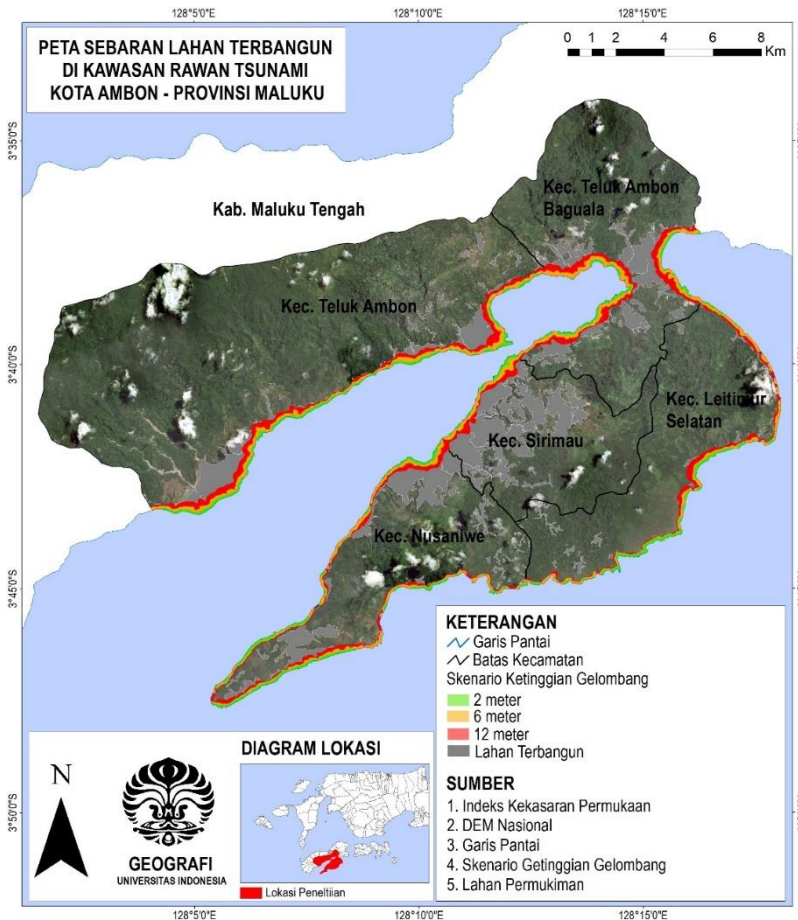 128°5'0"E
128°10'0"E
128°15'0"E
PETA SEBARAN LAHAN TERBANGUN
DI KAWASAN RAWAN TSUNAMI
KOTA AMBON - PROVINSI MALUKU
0 1 2 4 6 8
Km
3°35'0"S
Kec. Teluk Ambon
Baguala
Kab. Maluku Tengah
Kec. Teluk Ambon
3°40'0"S
Kec. Leitimur
Selatan
Kec. Sirimau
Kec. Nusaniwe
3°45'0"S
KETERANGAN
Garis Pantai
Batas Kecamatan
Skenario Ketinggian Gelombang
2 meter
6 meter
12 meter
Lahan Terbangun
SUMBER
1. Indeks Kekasaran Permukaan
2. DEM Nasional
3. Garis Pantai
4. Skenario Getinggian Gelombang
5. Lahan Permukiman
DIAGRAM LOKASI
N
GEOGRAFI
UNIVERSITAS INDONESIA
Lokasi Peneltiian
3°50'0"S
128°5'0"E
128°10'0"E
128°15'0"E